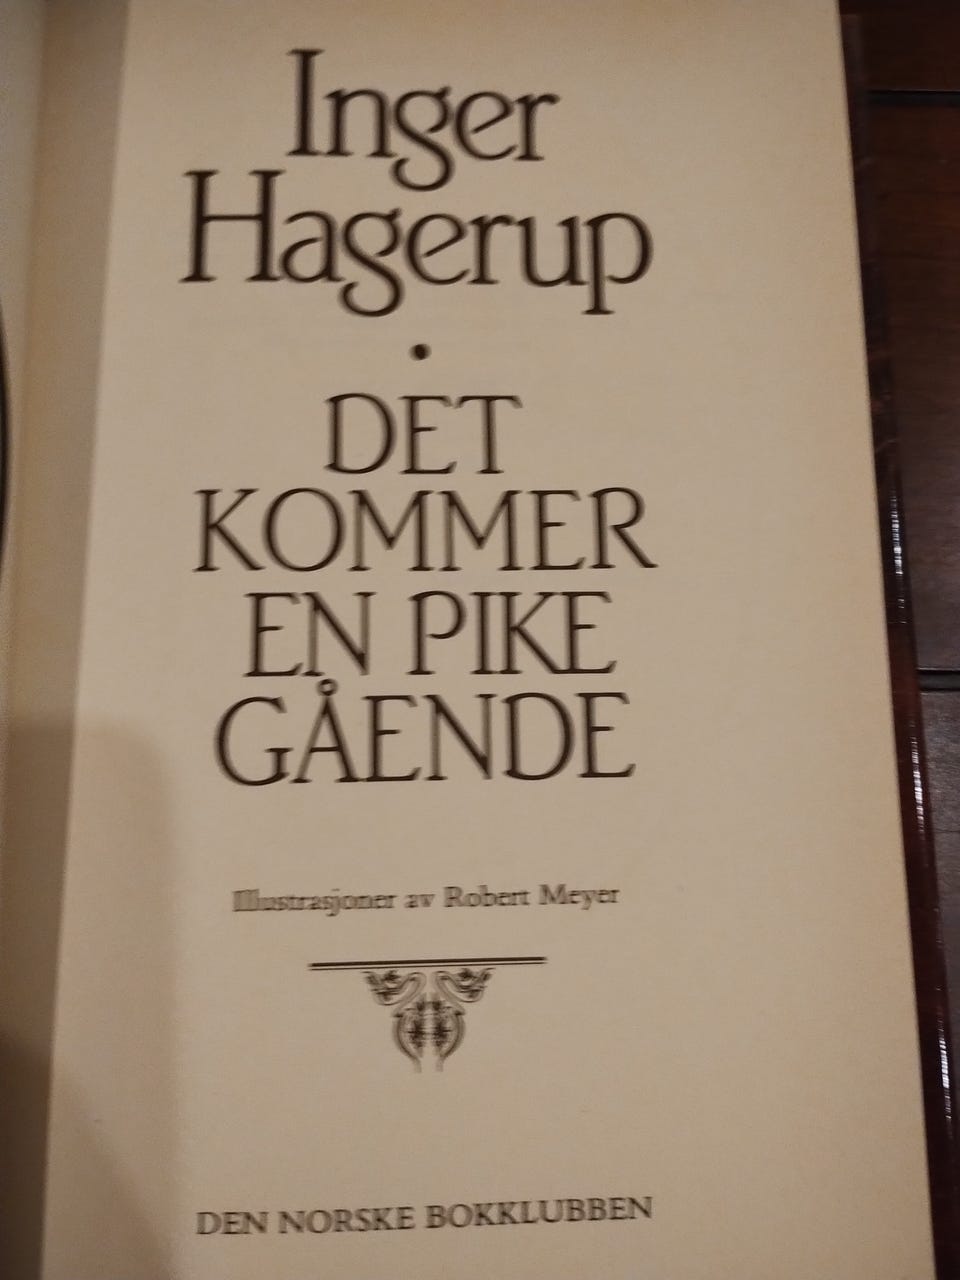 Inger
Hagerup
•
DET
KOMMER
EN PIKE
GÅENDE
Illustrasjoner av Robert Meyer
DEN NORSKE BOKKLUBBEN